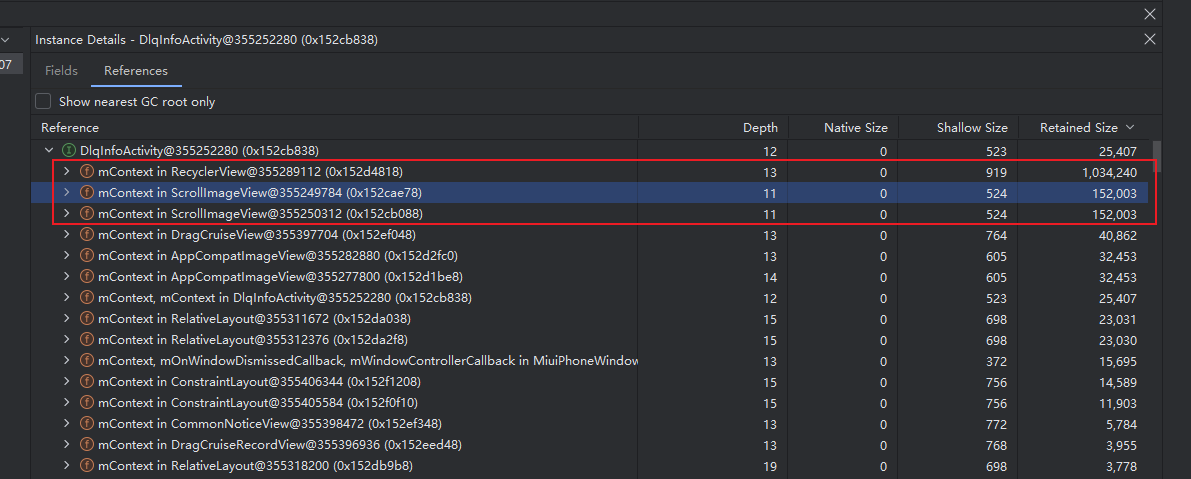 Instance Details - DlqInfoActivity@355252280 (0x152cb838)
07
Fields References
Show nearest GC root only
Reference Depth Native Size Shallow Size Retained Size
DlqInfoActivity@355252280 (0x152cb838) 12 0 523 25,407
mContext in RecyclerView@355289112 (0x152d4818) 13 0 919 1,034,240
mContext in ScrollImageView@355249784 (0x152cae78) 11 0 524 152,003
mContext in ScrollImageView@355250312 (0x152cb088) 11 0 524 152,003
mContext in DragCruiseView@355397704 (0x152ef048) 13 0 764 40,862
mContext in AppCompatImageView@355282880 (0x152d2fc0) 13 0 605 32,453
mContext in AppCompatImageView@355277800 (0x152d1be8) 14 0 605 32,453
mContext, mContext in DlqInfoActivity@355252280 (0x152cb838) 12 0 523 25,407
mContext in RelativeLayout@355311672 (0x152da038) 15 0 698 23,031
mContext in RelativeLayout@355312376 (0x152da2f8) 15 0 698 23,030
mContext, mOnWindowDismissedCallback, mWindowControllerCallback in MiuiPhoneWindow 13 0 372 15,695
mContext in ConstraintLayout@355406344 (0x152f1208) 15 0 756 14,589
mContext in ConstraintLayout@355405584 (0x152f0f10) 15 0 756 11,903
mContext in CommonNoticeView@355398472 (0x152ef348) 13 0 772 5,784
mContext in DragCruiseRecordView@355396936 (0x152eed48) 13 0 768 3,955
mContext in RelativeLayout@355318200 (0x152db9b8) 19 0 698 3,778